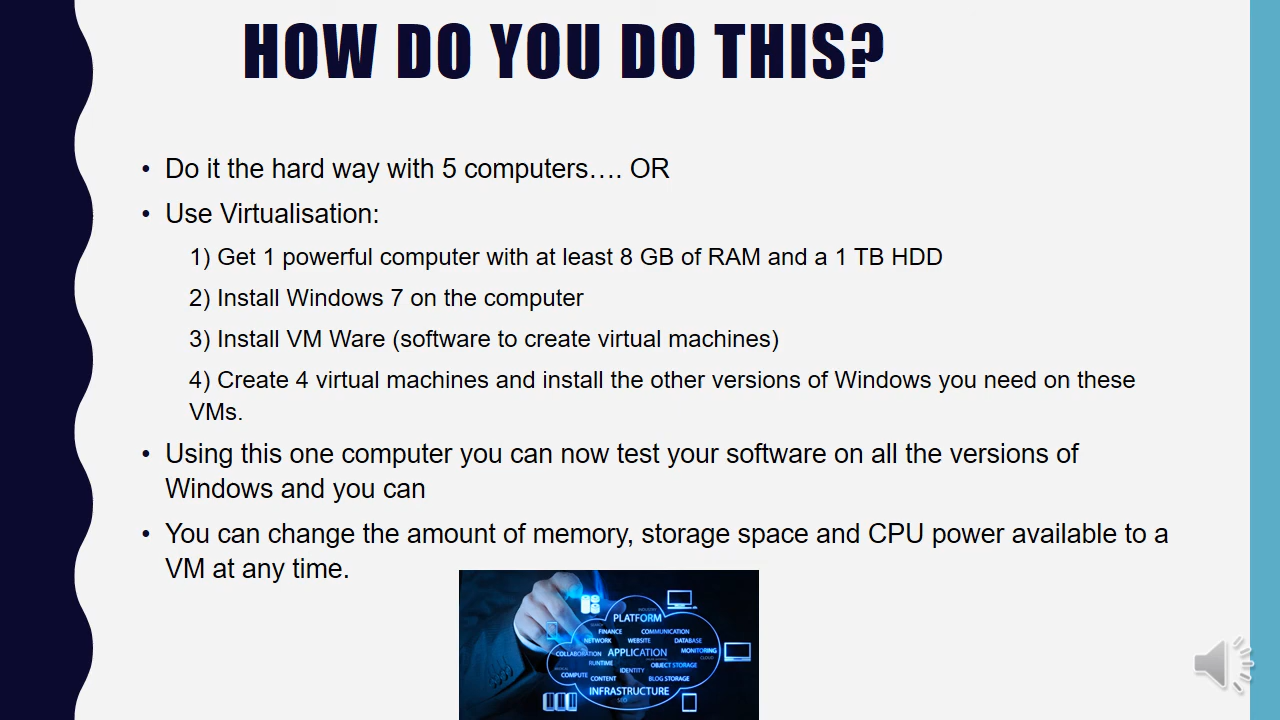 HOW DO YOU DO THIS?
• Do it the hard way with 5 computers…. OR
• Use Virtualisation:
1) Get 1 powerful computer with at least 8 GB of RAM and a 1 TB HDD
2) Install Windows 7 on the computer
3) Install VM Ware (software to create virtual machines)
4) Create 4 virtual machines and install the other versions of Windows you need on these
VMs.
• Using this one computer you can now test your software on all the versions of
Windows and you can
• You can change the amount of memory, storage space and CPU power available to a
VM at any time.
PLATFORM
FINANCE COMMUNICATION
NETWORK WEBSITE DATABASE
COLLABORATION APPLICATION MONITORING
CLOUD
RUNTIME OBJECT STORAGE
IDENTITY
COMPUTE CONTENT BLOG STORAGE
INFRASTRUCTURE
SEO